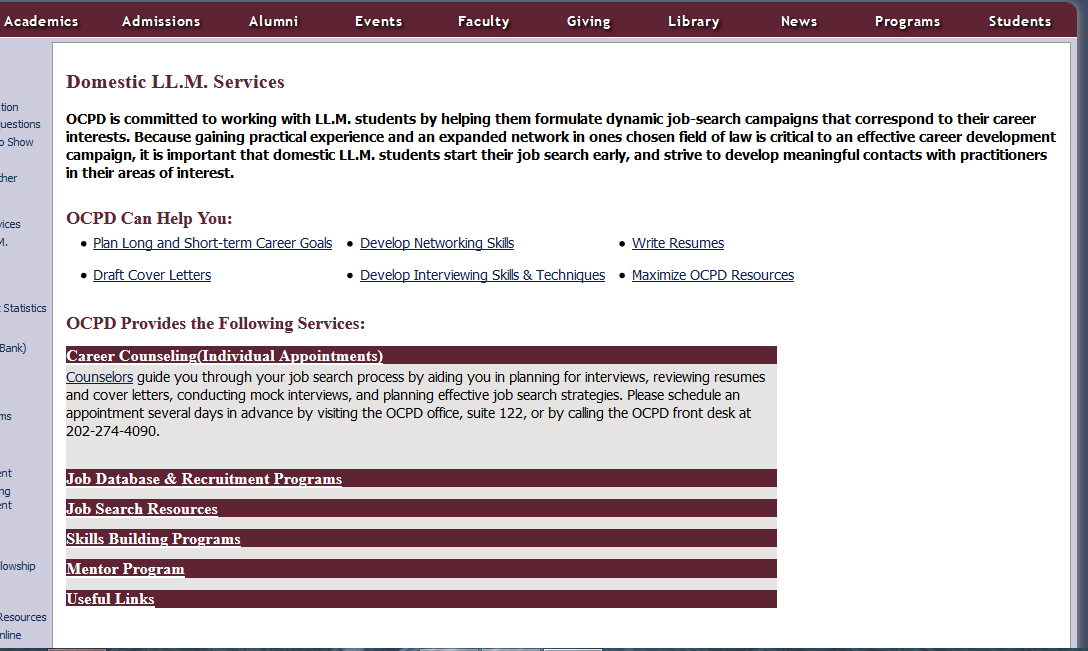 Academics Admissions Alumni Events Faculty Giving Library News Programs Students
Domestic LL.M. Services
OCPD is committed to working with LL.M. students by helping them formulate dynamic job-search campaigns that correspond to their career
interests. Because gaining practical experience and an expanded network in ones chosen field of law is critical to an effective career development
campaign, it is important that domestic LL.M. students start their job search early, and strive to develop meaningful contacts with practitioners
in their areas of interest.
OCPD Can Help You:
• Plan Long and Short-term Career Goals • Develop Networking Skills • Write Resumes
• Draft Cover Letters • Develop Interviewing Skills & Techniques • Maximize OCPD Resources
OCPD Provides the Following Services:
Career Counseling(Individual Appointments)
Counselors guide you through your job search process by aiding you in planning for interviews, reviewing resumes
and cover letters, conducting mock interviews, and planning effective job search strategies. Please schedule an
appointment several days in advance by visiting the OCPD office, suite 122, or by calling the OCPD front desk at
202-274-4090.
Job Database & Recruitment Programs
Job Search Resources
Skills Building Programs
Mentor Program
Useful Links
tion
uestions
o Show
ther
vices
M.
Statistics
Bank)
ms
ent
ng
ent
lowship
Resources
nline